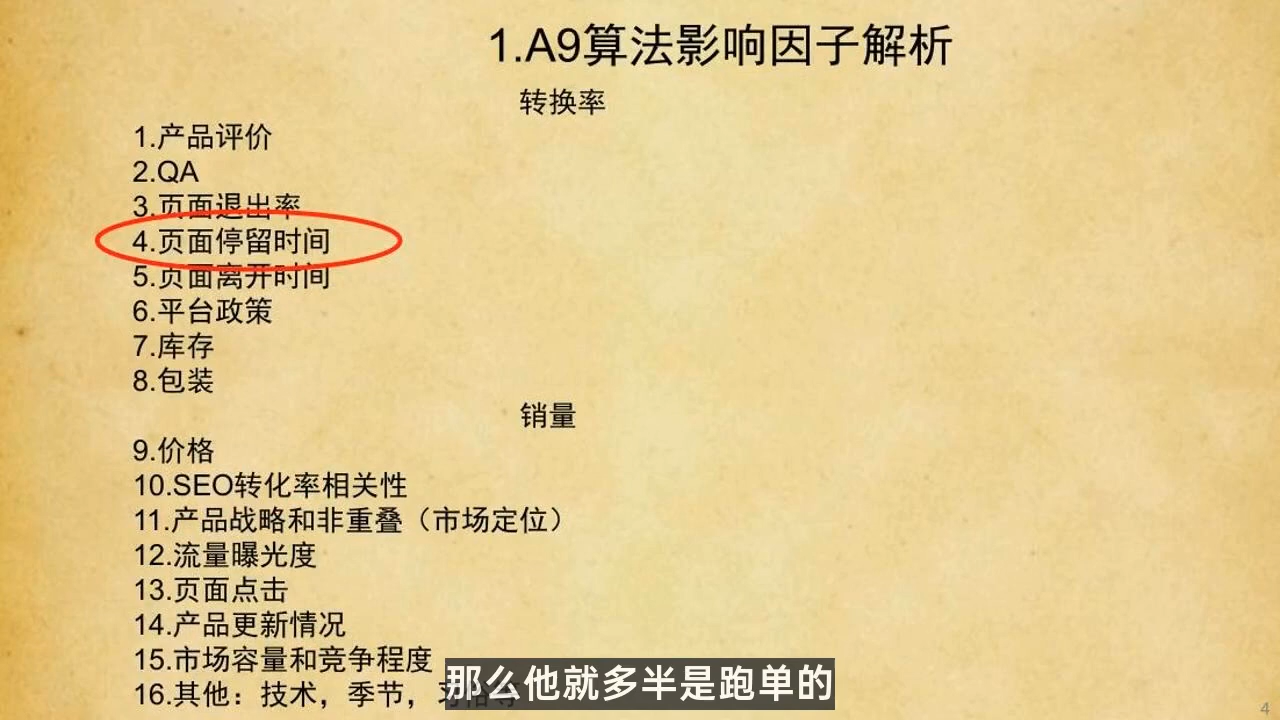 1.A9算法影响因子解析
转换率
1.产品评价
2.QA
3.页面退出率
4.页面停留时间
5.页面离开时间
6.平台政策
7.库存
8.包装
销量
9.价格
10.SEO转化率相关性
11.产品战略和非重叠（市场定位）
12.流量曝光度
13.页面点击
14.产品更新情况
15.市场容量和竞争程度
16.其他：技术，季节，
那么他就多半是跑单的
4